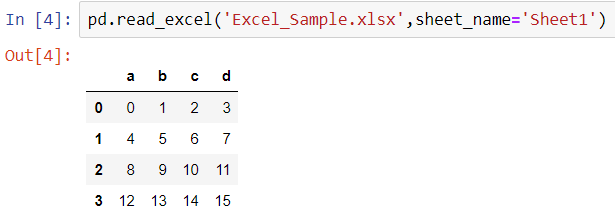 In [4]: pd.read_excel('Excel_Sample.xlsx',sheet_name='Sheet1')
Out[4]:
a b c d
0 0 1 2 3
1 4 5 6 7
2 8 9 10 11
3 12 13 14 15